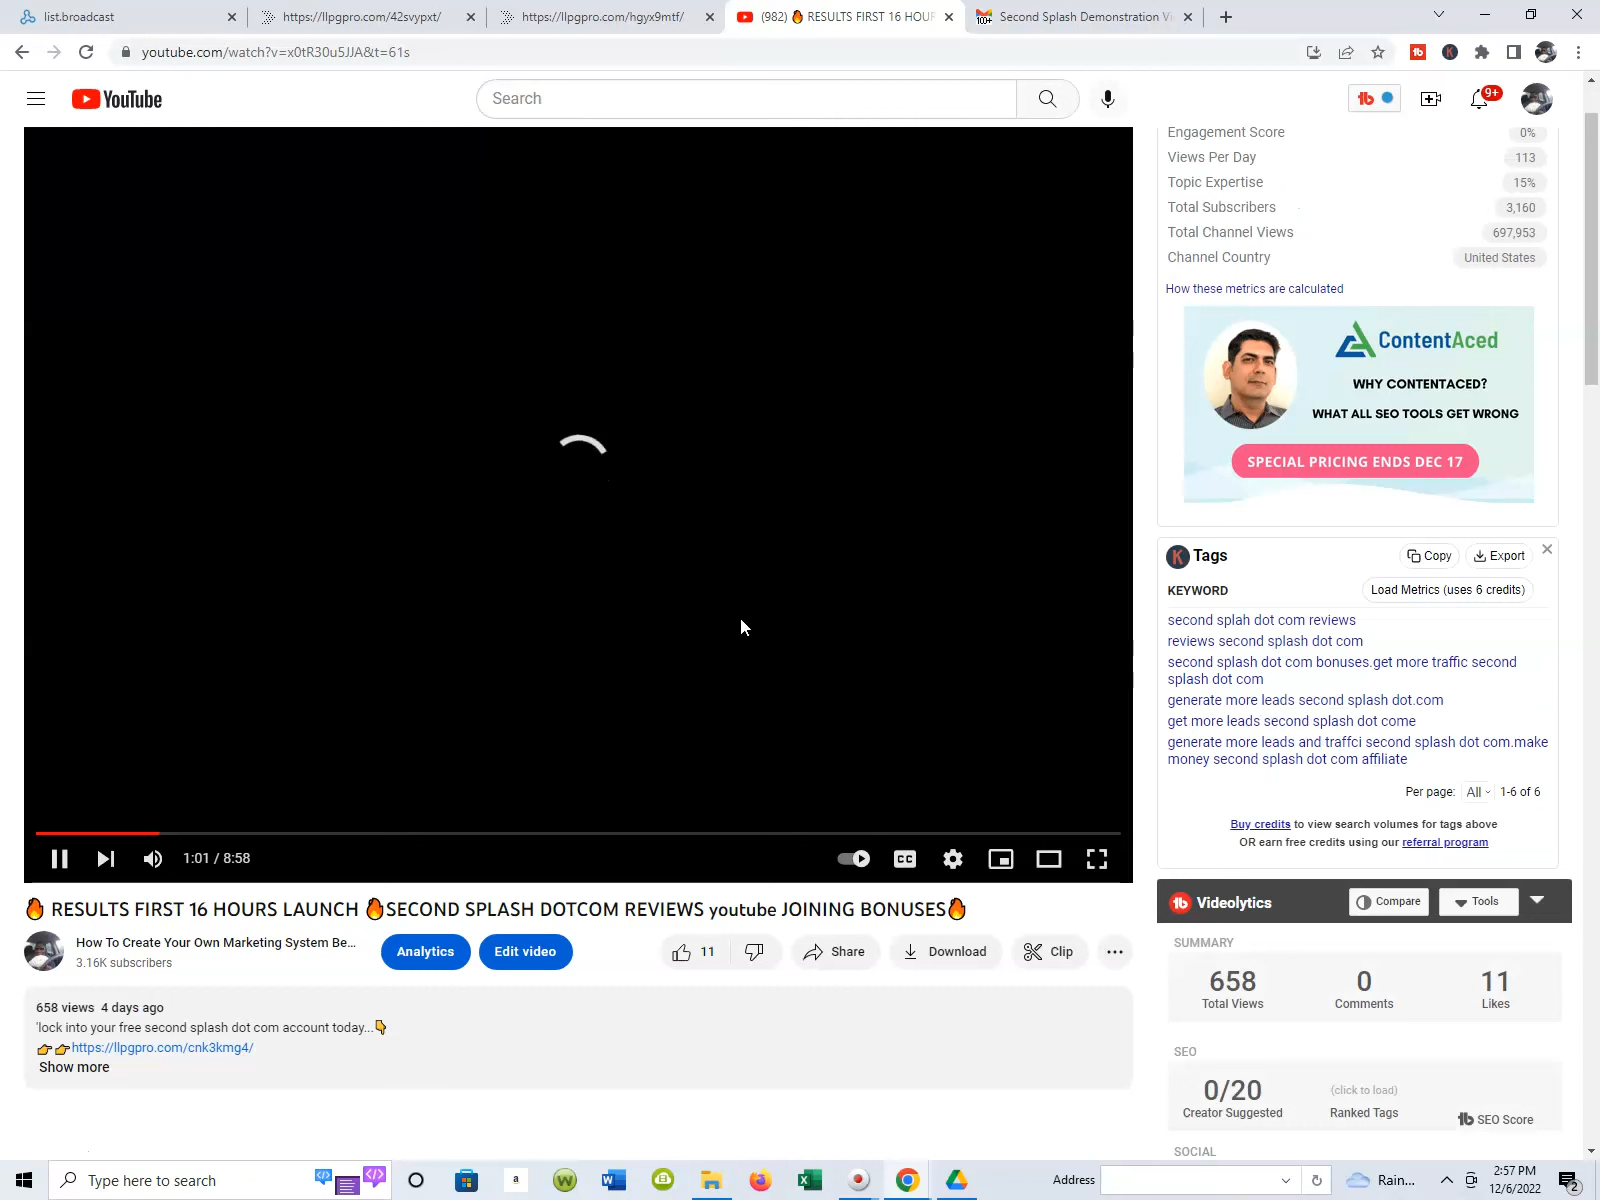 list.broadcast
https://llpgpro.com/42svypxt/
https://llpgpro.com/hgyx9mtf/
(982) 🔥 RESULTS FIRST 16 HOUR
100+
Second Splash Demonstration Vi
youtube.com/watch?v=x0tR30u5JJA&t=61s
YouTube
Search
9+
Engagement Score 0%
Views Per Day 113
Topic Expertise 15%
Total Subscribers 3,160
Total Channel Views 697,953
Channel Country United States
How these metrics are calculated
ContentAced
WHY CONTENTACED?
WHAT ALL SEO TOOLS GET WRONG
SPECIAL PRICING ENDS DEC 17
K Tags
Copy
Export
KEYWORD
Load Metrics (uses 6 credits)
second splah dot com reviews
reviews second splash dot com
second splash dot com bonuses.get more traffic second
splash dot com
generate more leads second splash dot.com
get more leads second splash dot come
generate more leads and traffci second splash dot com.make
money second splash dot com affiliate
Per page: All 1-6 of 6
Buy credits to view search volumes for tags above
OR earn free credits using our referral program
1:01 / 8:58
CC
🔥 RESULTS FIRST 16 HOURS LAUNCH 🔥SECOND SPLASH DOTCOM REVIEWS youtube JOINING BONUSES🔥
How To Create Your Own Marketing System Be...
3.16K subscribers
Analytics
Edit video
11
Share
Download
Clip
658 views 4 days ago
'lock into your free second splash dot com account today...👇
👉👉https://llpgpro.com/cnk3kmg4/
Show more
tb Videolytics
Compare
Tools
SUMMARY
658 0 11
Total Views Comments Likes
SEO
0/20 (click to load)
Creator Suggested Ranked Tags tb SEO Score
SOCIAL
Type here to search
Address
Rain...
2:57 PM
12/6/2022
2